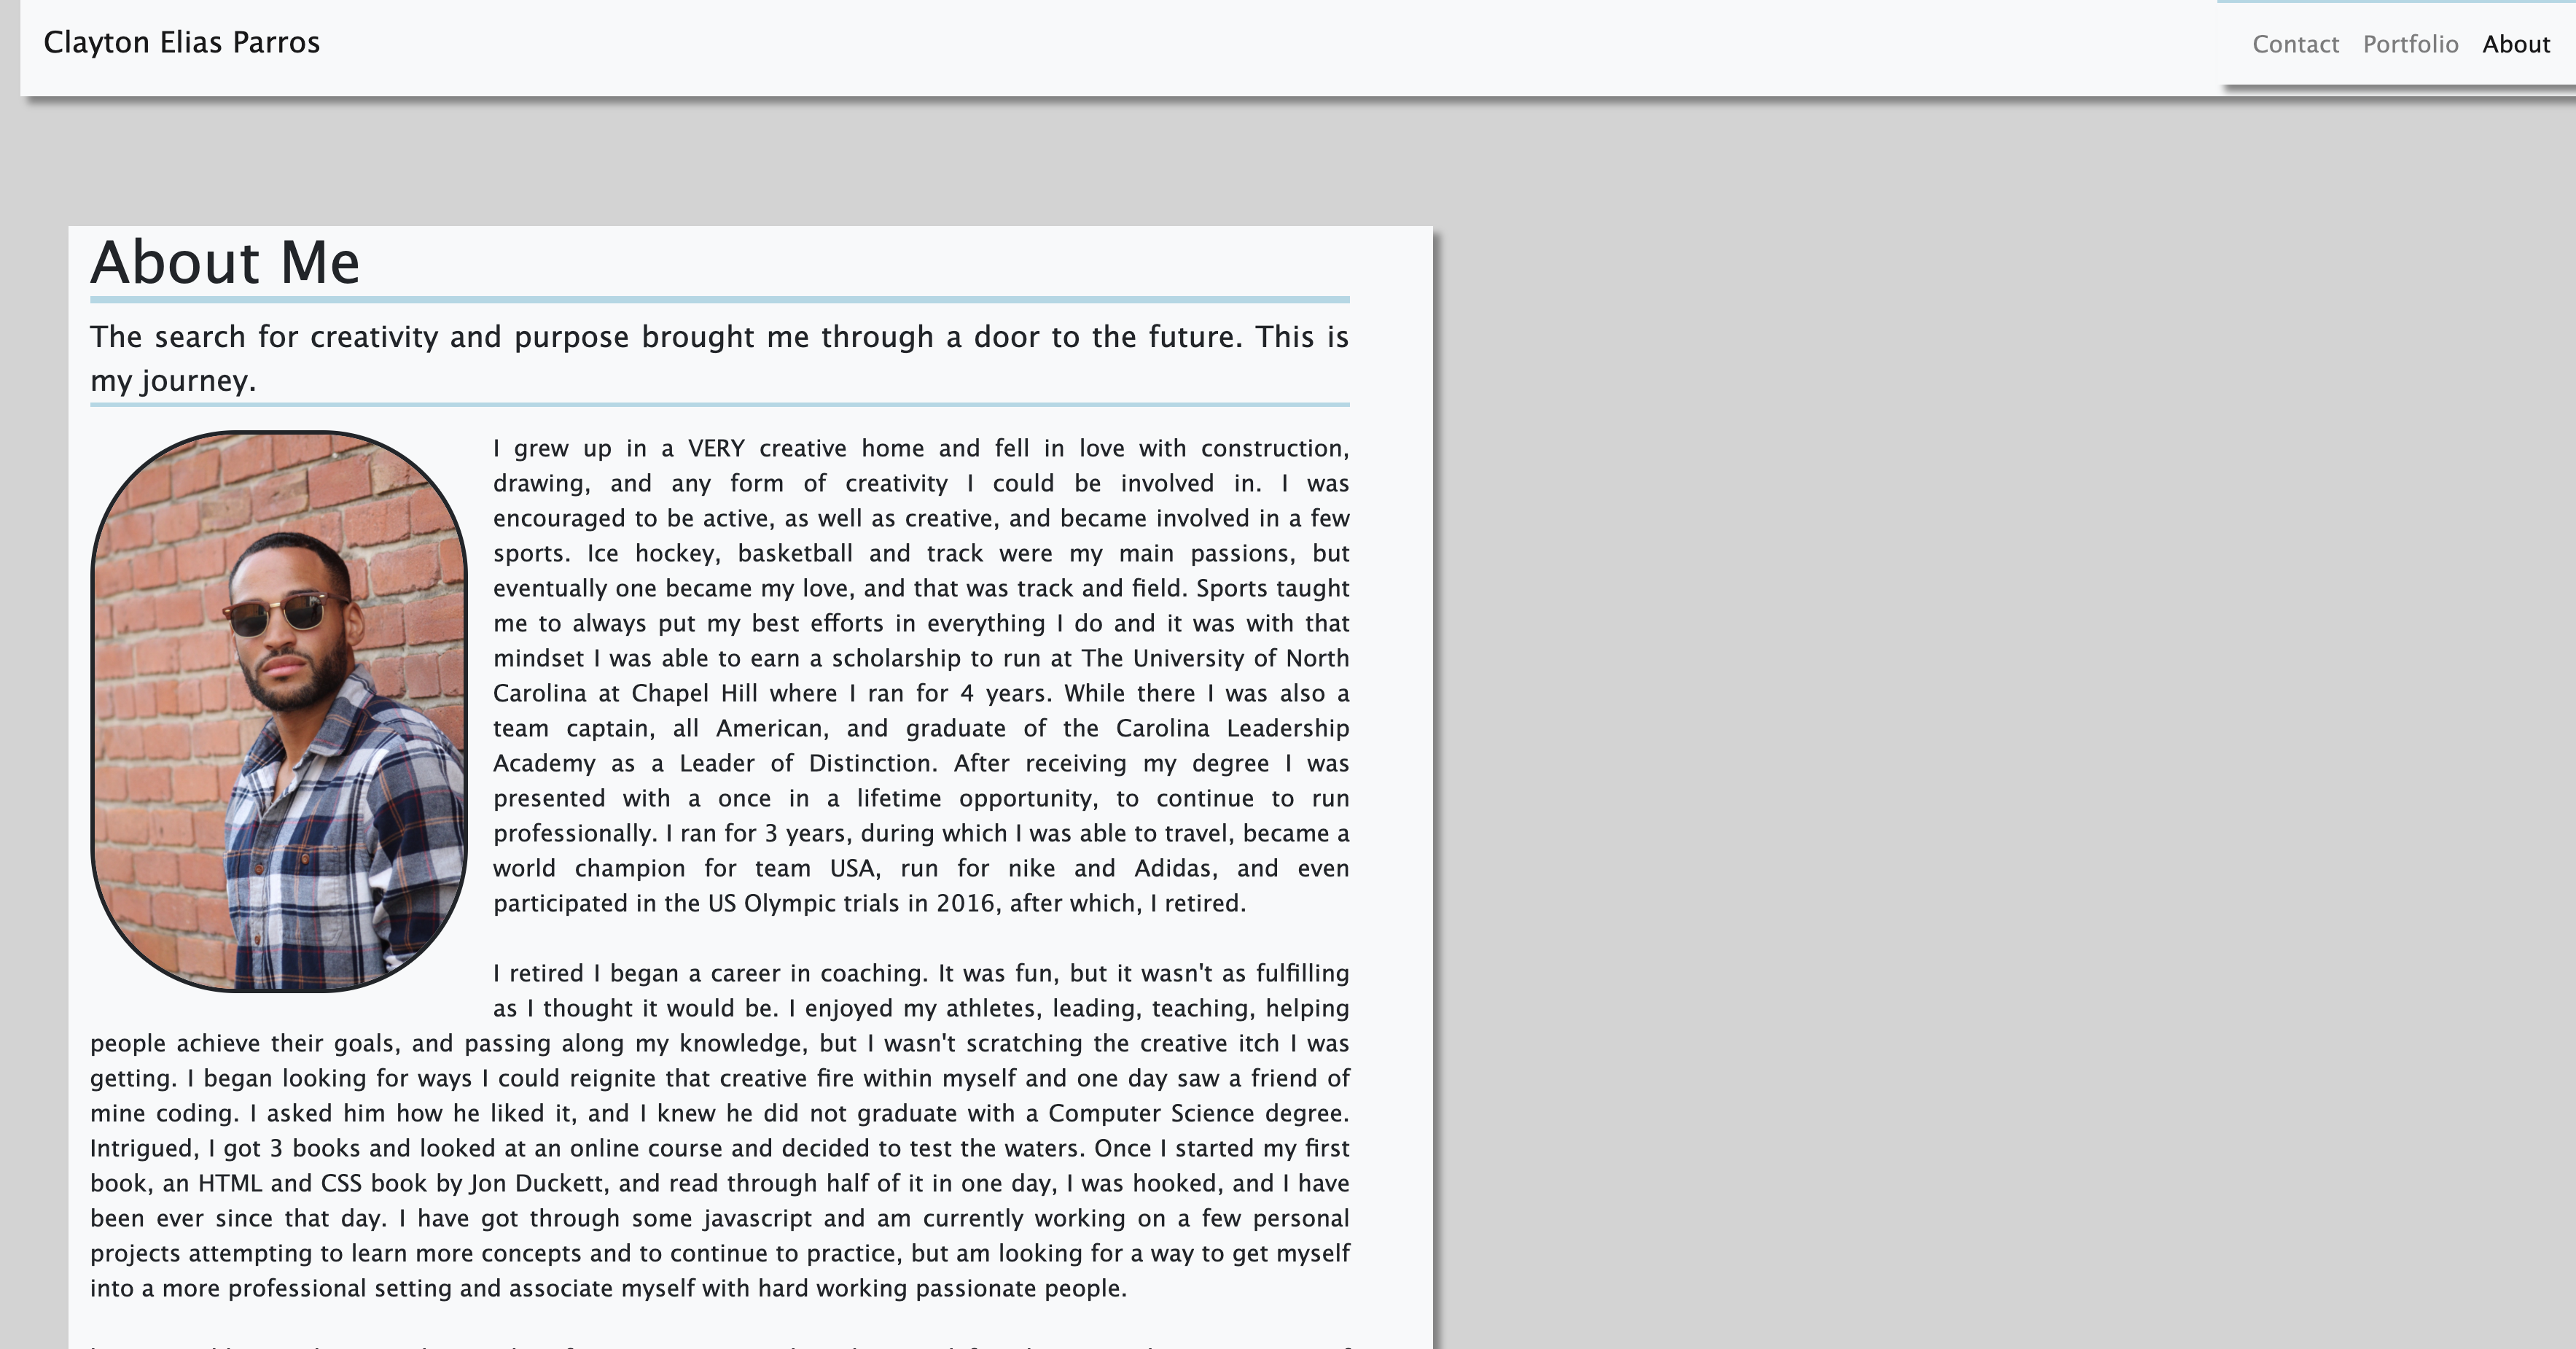 Clayton Elias Parros
Contact Portfolio About
About Me
The search for creativity and purpose brought me through a door to the future. This is
my journey.
I grew up in a VERY creative home and fell in love with construction,
drawing, and any form of creativity I could be involved in. I was
encouraged to be active, as well as creative, and became involved in a few
sports. Ice hockey, basketball and track were my main passions, but
eventually one became my love, and that was track and field. Sports taught
me to always put my best efforts in everything I do and it was with that
mindset I was able to earn a scholarship to run at The University of North
Carolina at Chapel Hill where I ran for 4 years. While there I was also a
team captain, all American, and graduate of the Carolina Leadership
Academy as a Leader of Distinction. After receiving my degree I was
presented with a once in a lifetime opportunity, to continue to run
professionally. I ran for 3 years, during which I was able to travel, became a
world champion for team USA, run for nike and Adidas, and even
participated in the US Olympic trials in 2016, after which, I retired.
I retired I began a career in coaching. It was fun, but it wasn't as fulfilling
as I thought it would be. I enjoyed my athletes, leading, teaching, helping
people achieve their goals, and passing along my knowledge, but I wasn't scratching the creative itch I was
getting. I began looking for ways I could reignite that creative fire within myself and one day saw a friend of
mine coding. I asked him how he liked it, and I knew he did not graduate with a Computer Science degree.
Intrigued, I got 3 books and looked at an online course and decided to test the waters. Once I started my first
book, an HTML and CSS book by Jon Duckett, and read through half of it in one day, I was hooked, and I have
been ever since that day. I have got through some javascript and am currently working on a few personal
projects attempting to learn more concepts and to continue to practice, but am looking for a way to get myself
into a more professional setting and associate myself with hard working passionate people.